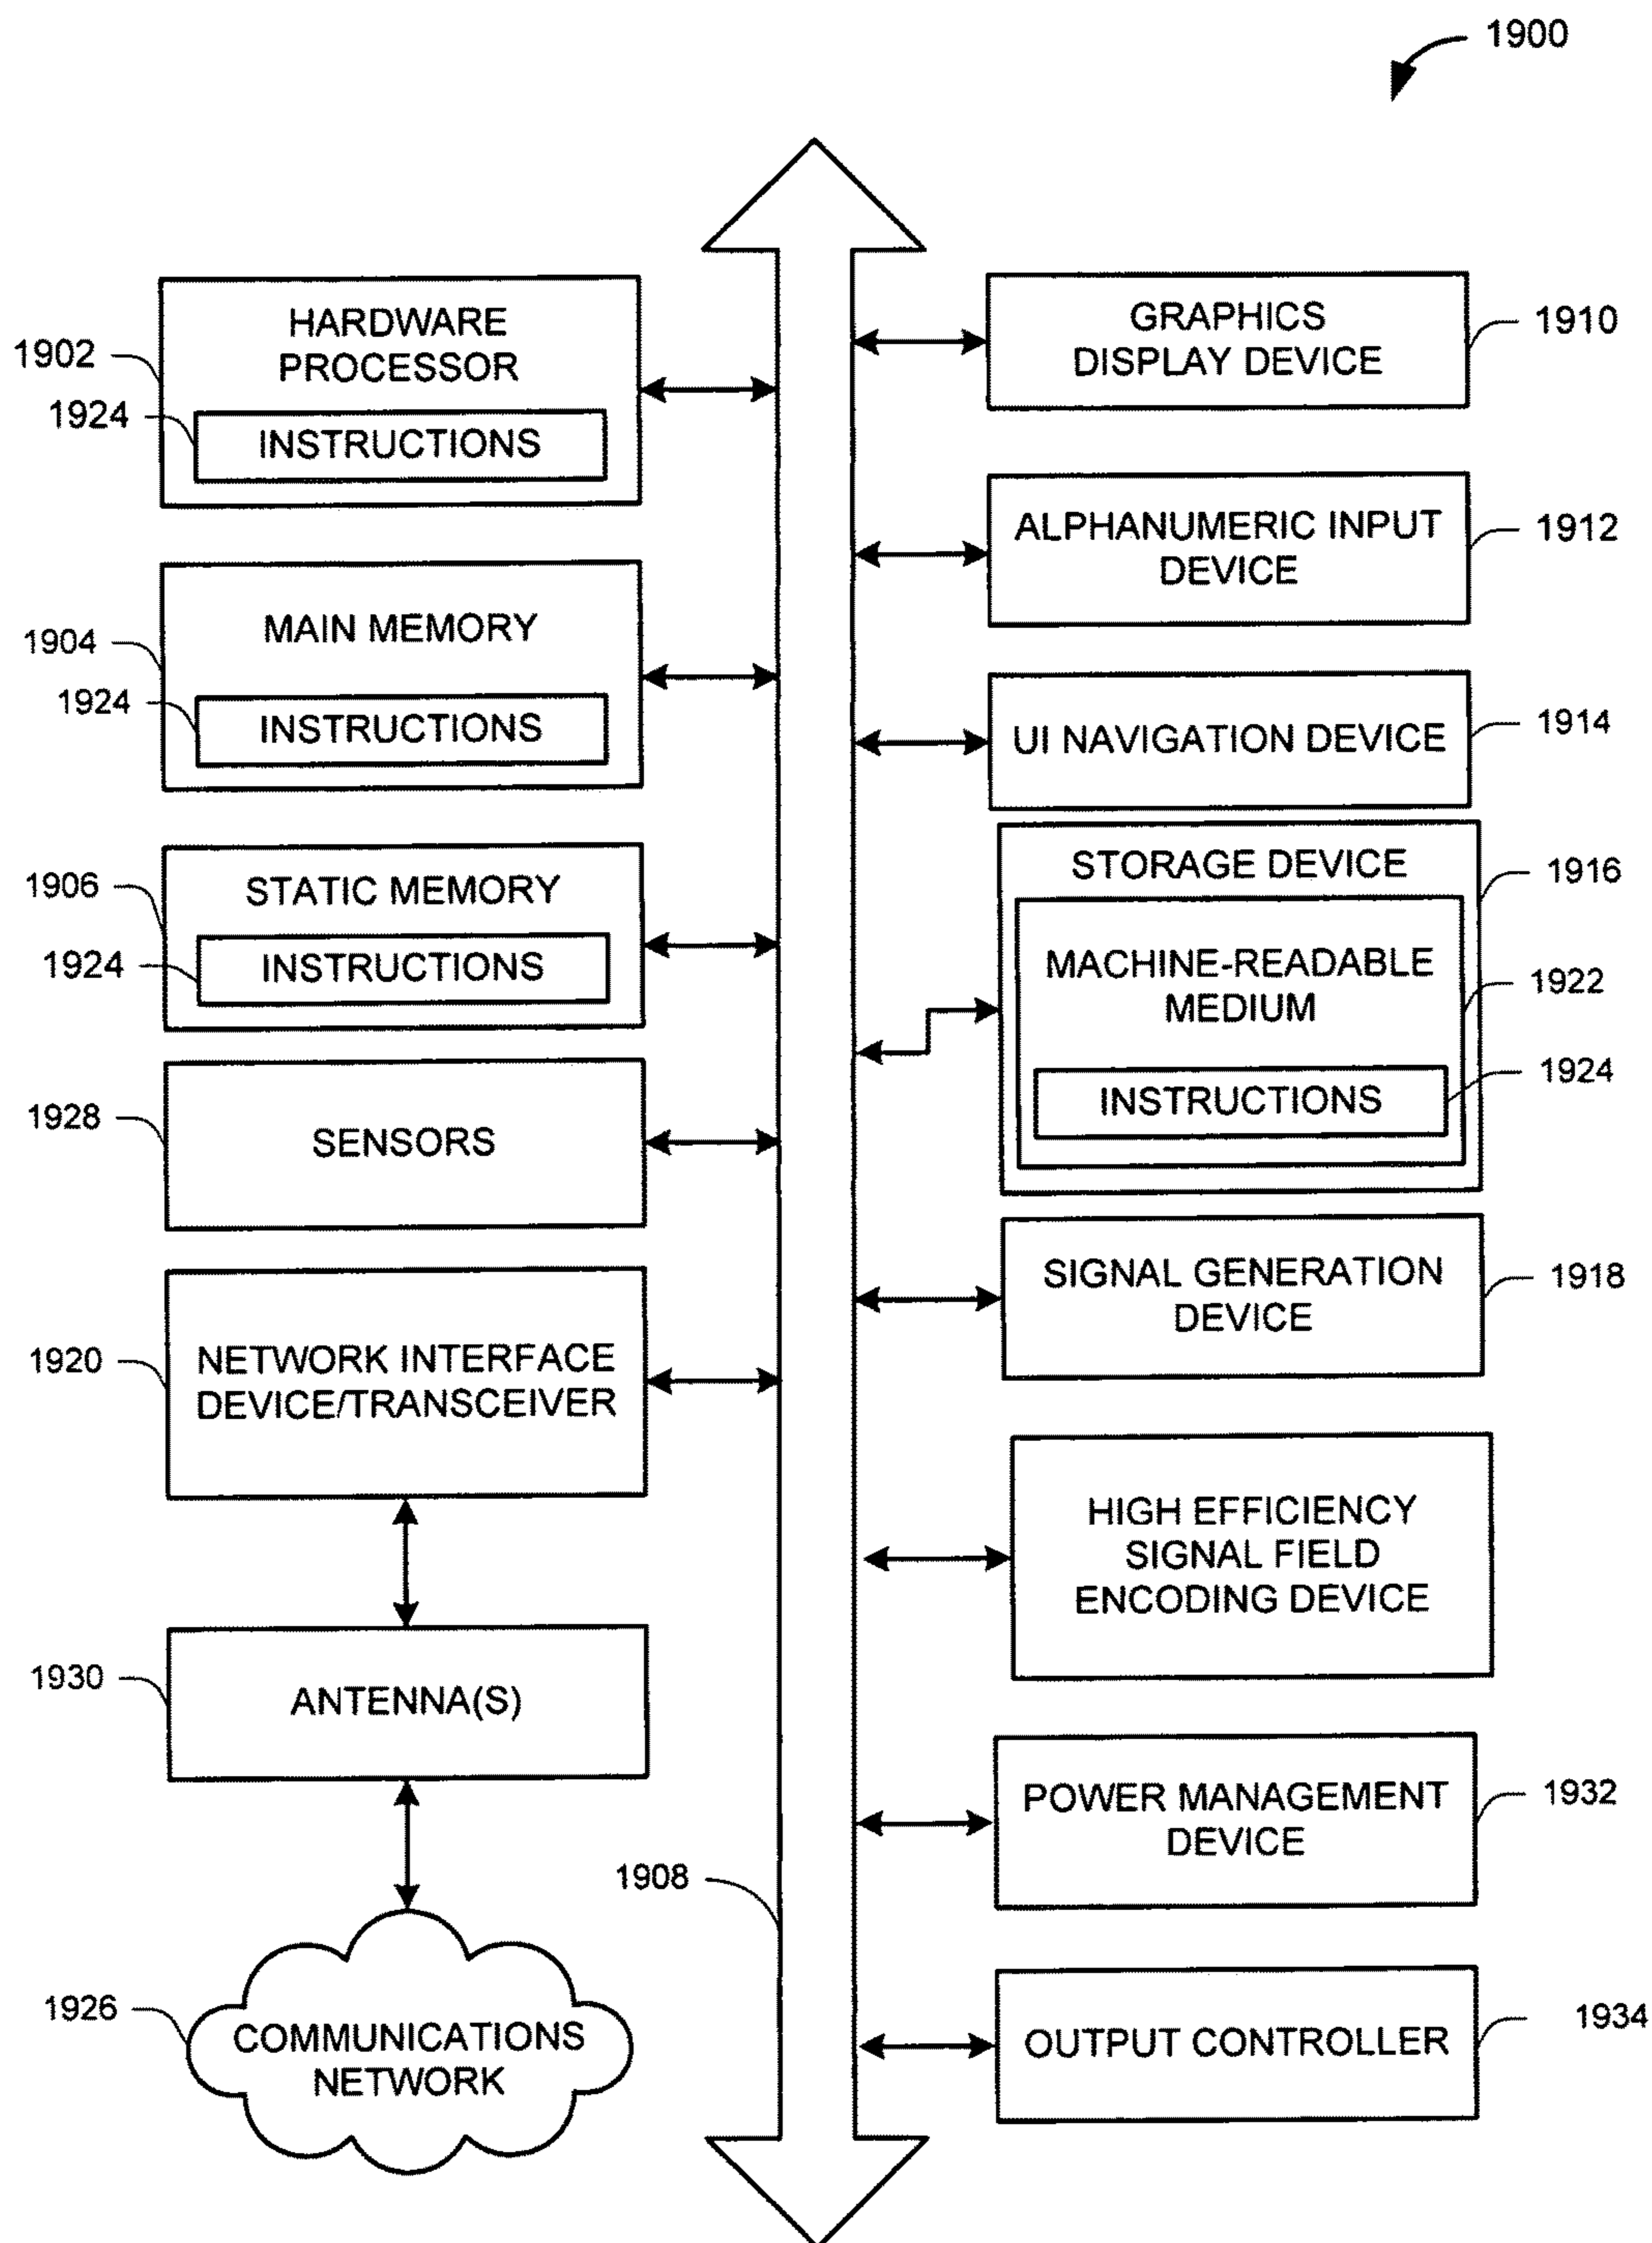 1900
HARDWARE
PROCESSOR
1902
1924
INSTRUCTIONS
MAIN MEMORY
1904
1924
INSTRUCTIONS
STATIC MEMORY
1906
1924
INSTRUCTIONS
1928
SENSORS
1920
NETWORK INTERFACE
DEVICE/TRANSCEIVER
1930
ANTENNA(S)
1908
1926
COMMUNICATIONS
NETWORK
GRAPHICS
DISPLAY DEVICE
1910
ALPHANUMERIC INPUT
DEVICE
1912
UI NAVIGATION DEVICE
1914
STORAGE DEVICE
1916
MACHINE-READABLE
MEDIUM
1922
INSTRUCTIONS
1924
SIGNAL GENERATION
DEVICE
1918
HIGH EFFICIENCY
SIGNAL FIELD
ENCODING DEVICE
POWER MANAGEMENT
DEVICE
1932
OUTPUT CONTROLLER
1934